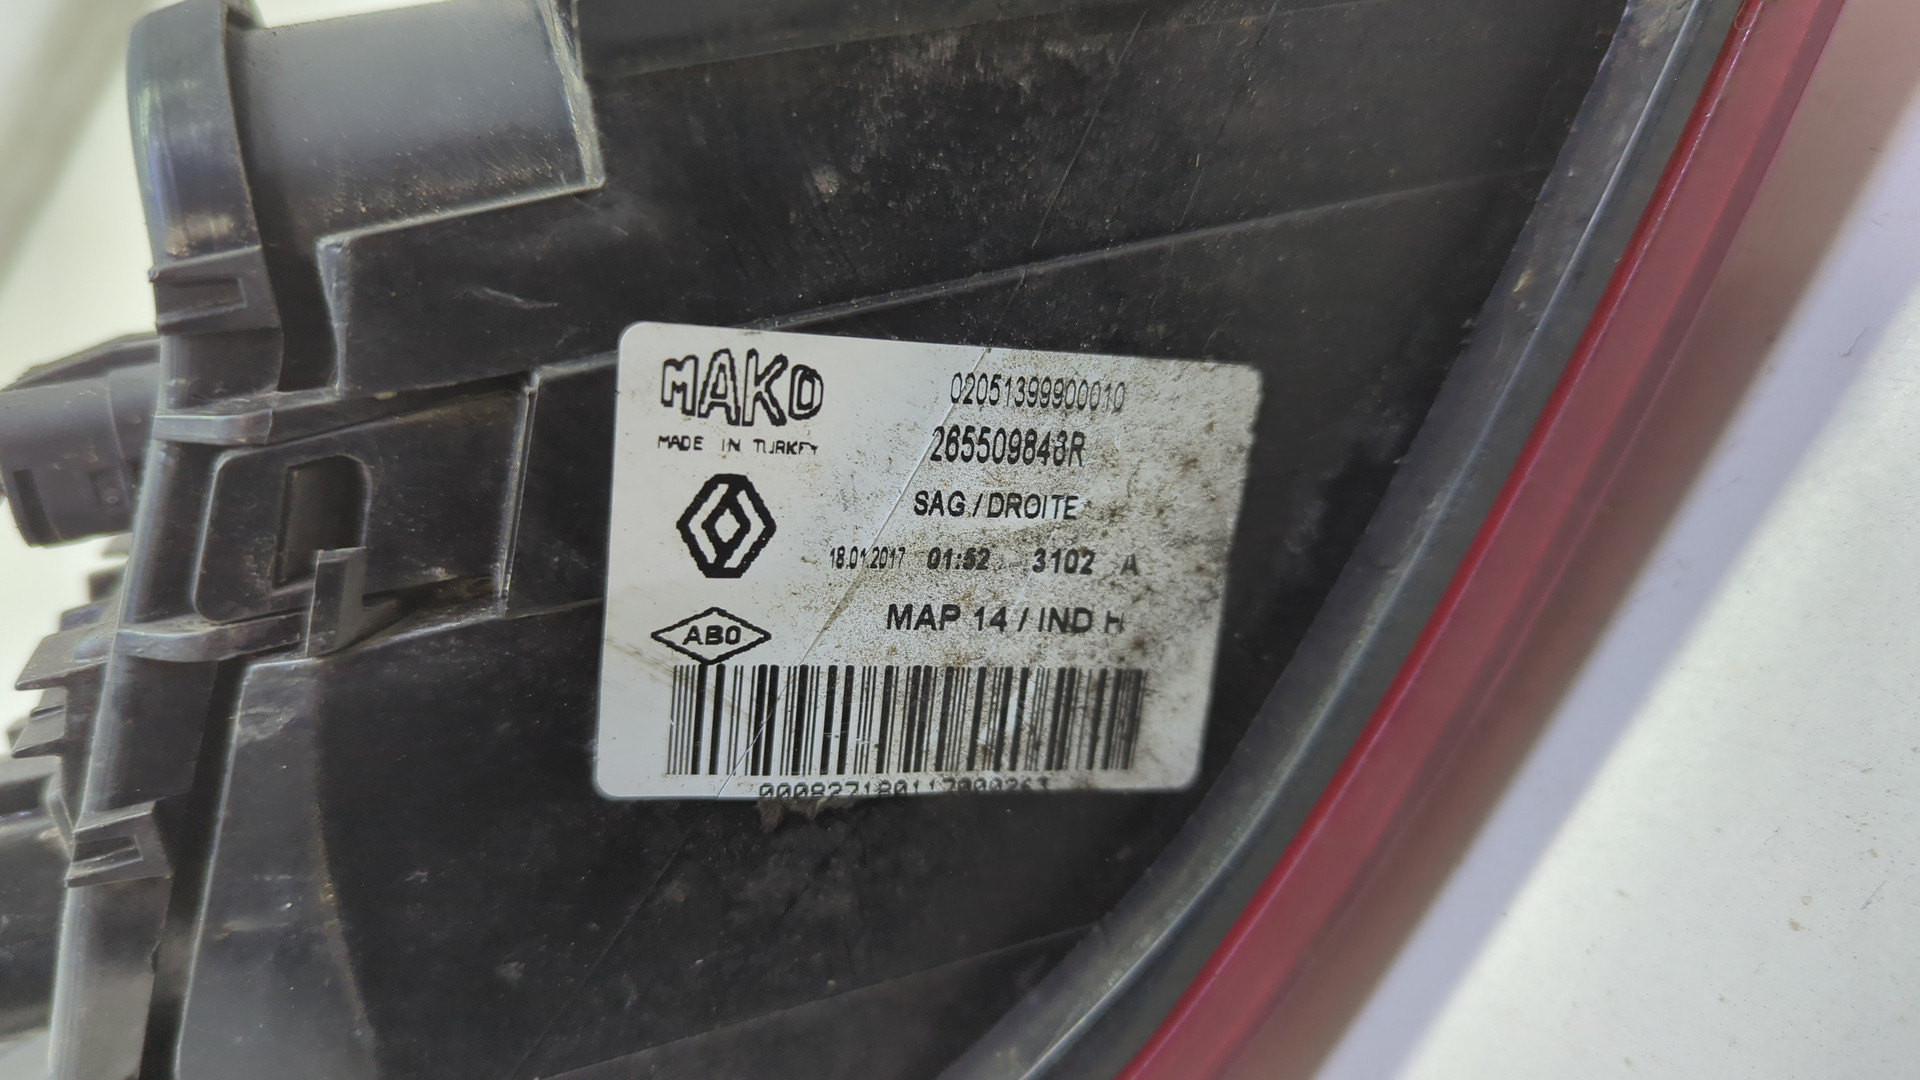 MAKO
MADE IN TURKEY
02051399900010
265509848R
SAG / DROITE
18.01.2017 01:52 3102 A
MAP 14 / IND H
ABO